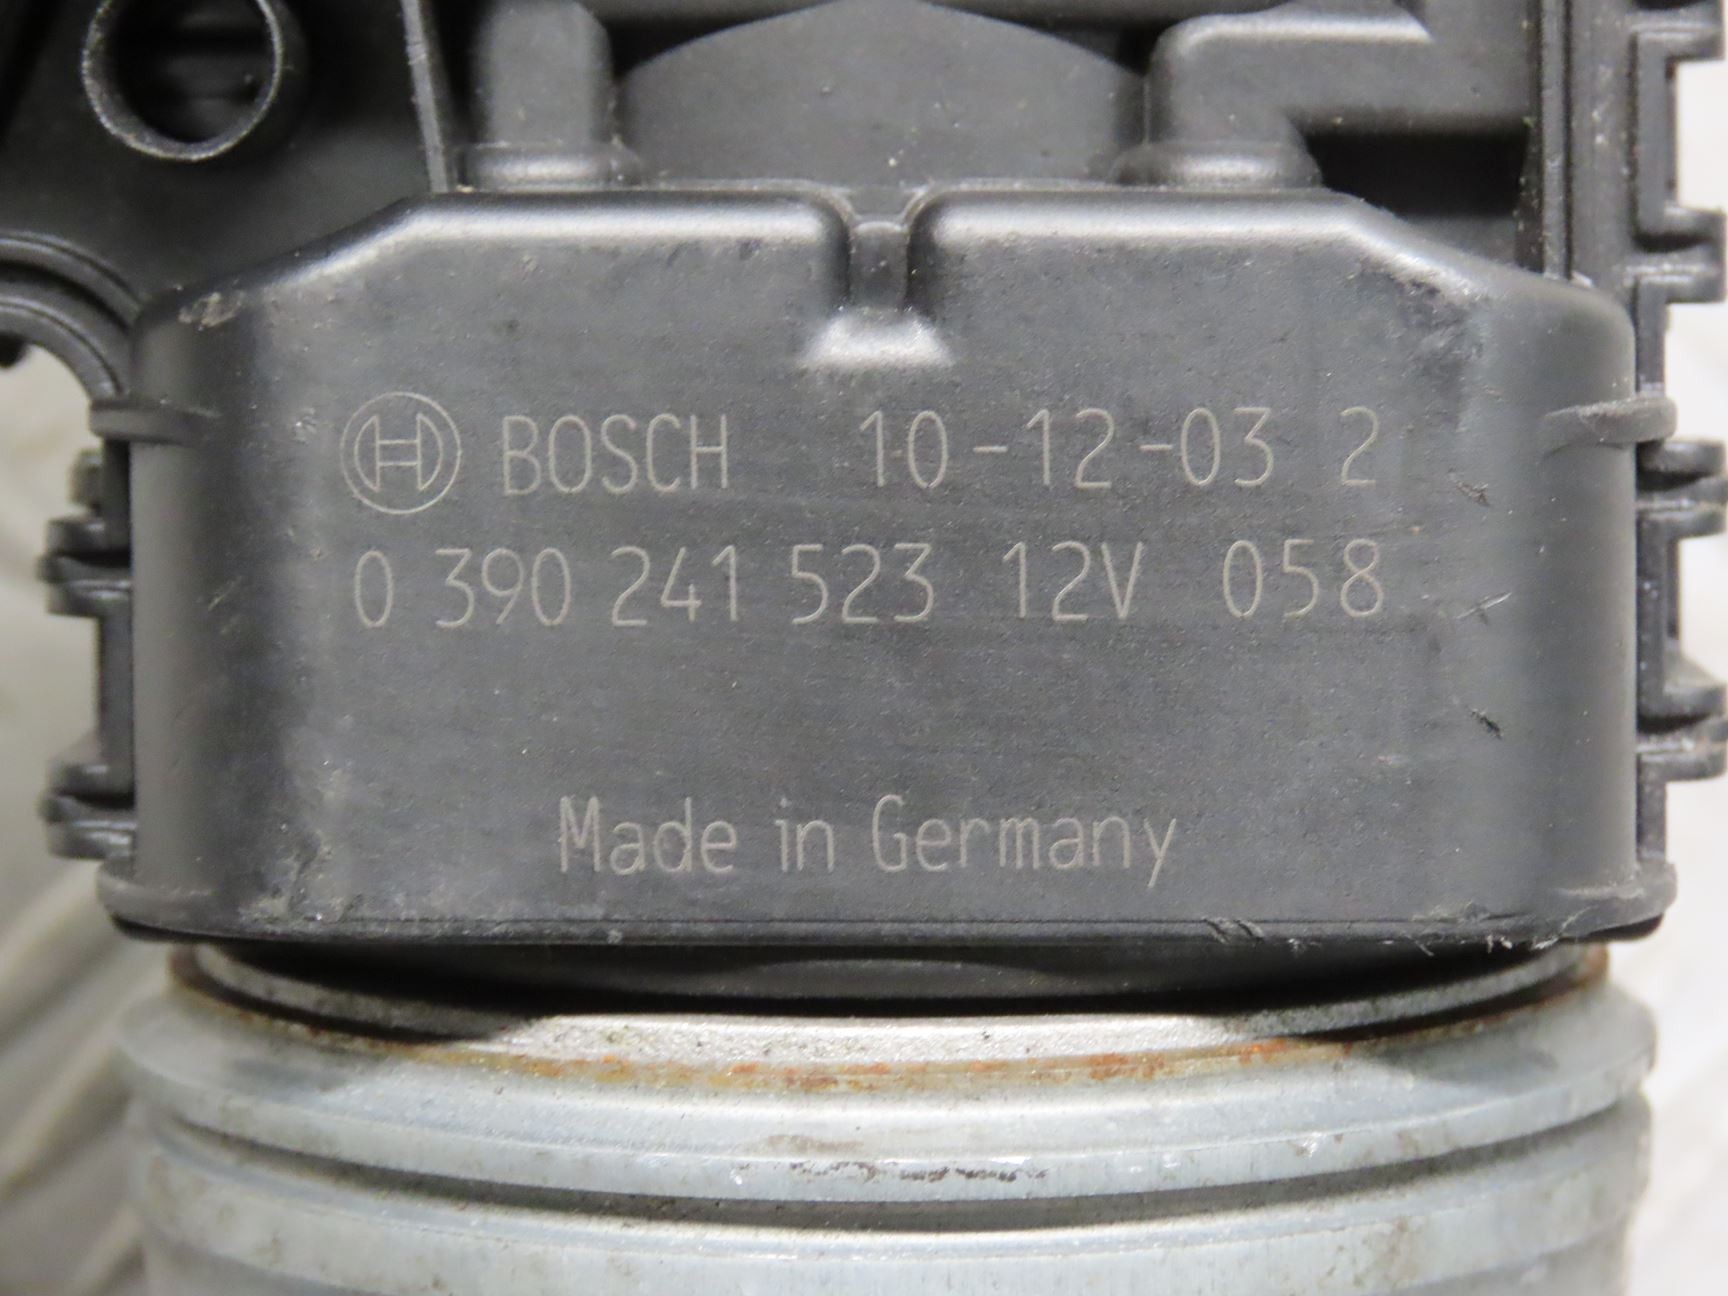 BOSCH 10-12-03 2
0 390 241 523 12V 058
Made in Germany